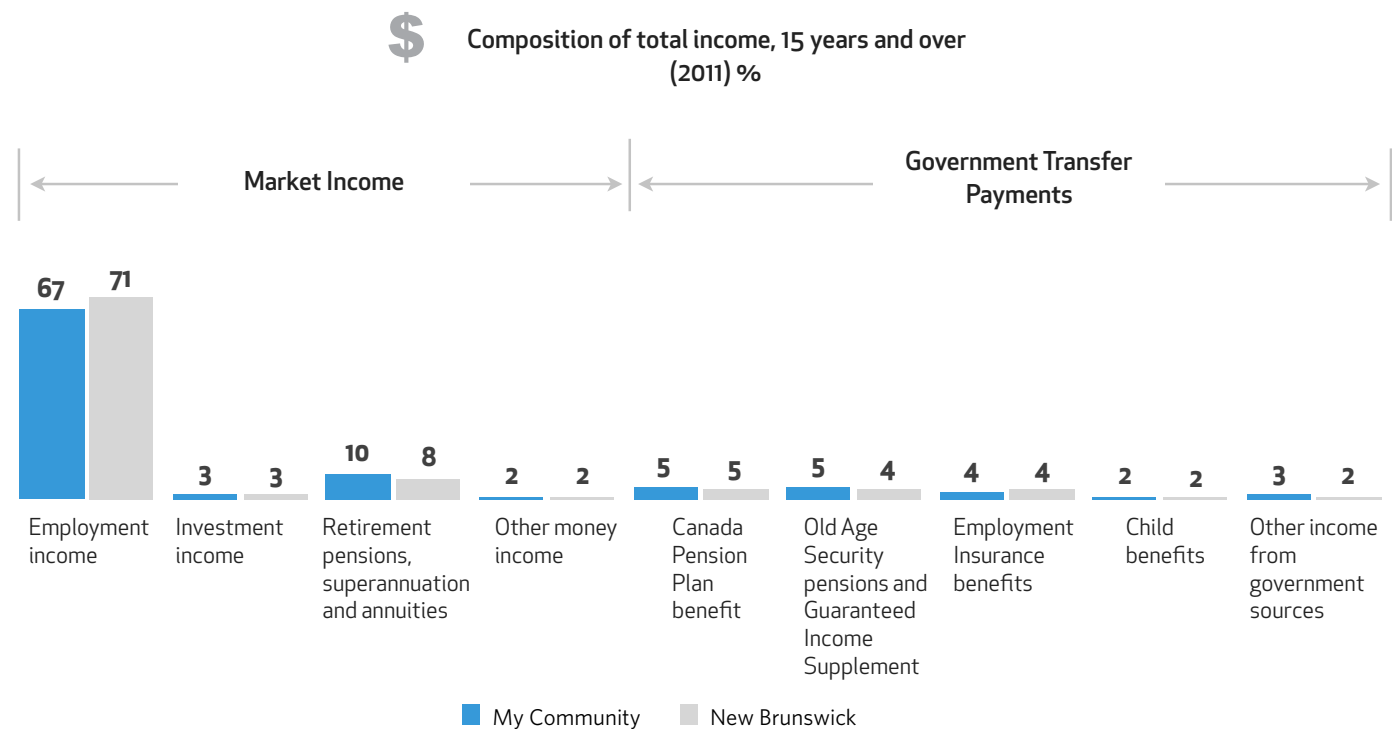 $
Composition of total income, 15 years and over
(2011) %
Market Income
Government Transfer
Payments
67
71
3
3
10
8
2
2
5
5
5
4
4
4
2
2
3
2
Employment
income
Investment
income
Retirement
pensions,
superannuation
and annuities
Other money
income
Canada
Pension
Plan
benefit
Old Age
Security
pensions and
Guaranteed
Income
Supplement
Employment
Insurance
benefits
Child
benefits
Other income
from
government
sources
My Community
New Brunswick